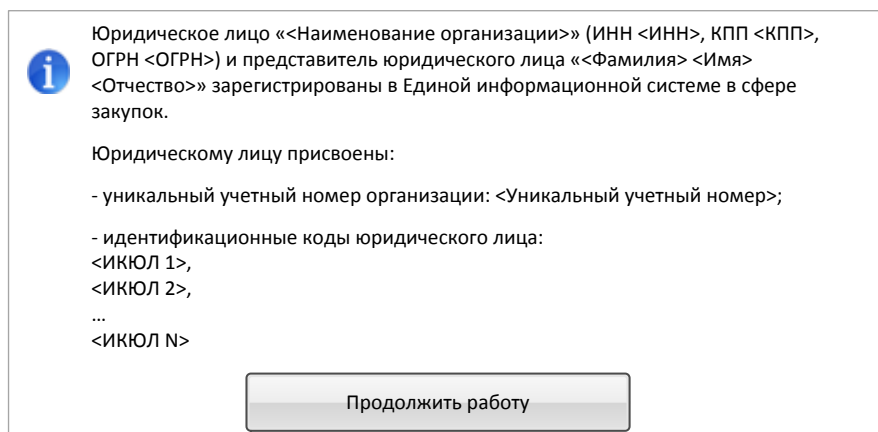 Юридическое лицо «<Наименование организации>» (ИНН <ИНН>, КПП <КПП>,
ОГРН <ОГРН>) и представитель юридического лица «<Фамилия> <Имя>
<Отчество>» зарегистрированы в Единой информационной системе в сфере
закупок.
Юридическому лицу присвоены:
- уникальный учетный номер организации: <Уникальный учетный номер>;
- идентификационные коды юридического лица:
<ИКЮЛ 1>,
<ИКЮЛ 2>,
…
<ИКЮЛ N>
Продолжить работу